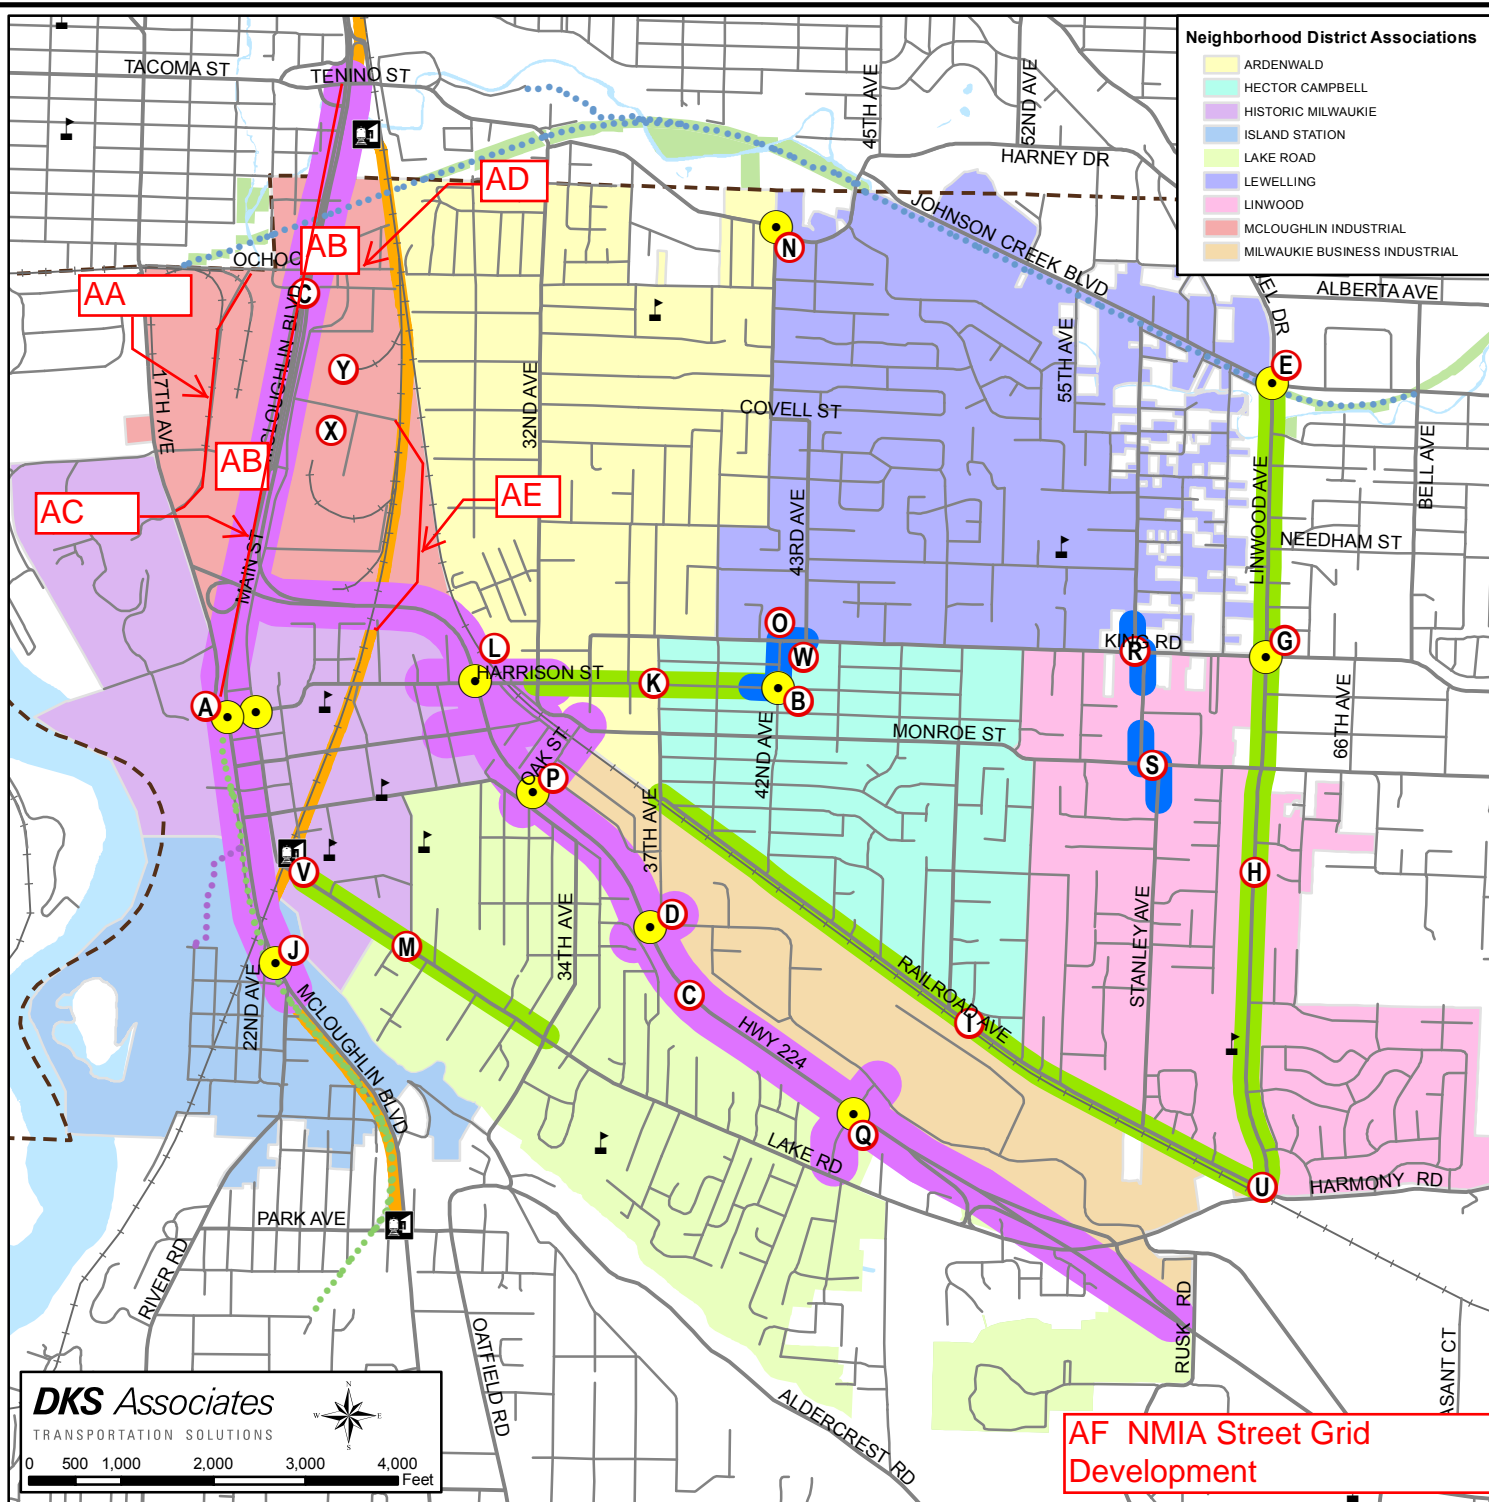 Neighborhood District Associations
ARDENWALD
HECTOR CAMPBELL
HISTORIC MILWAUKIE
ISLAND STATION
LAKE ROAD
LEWELLING
LINWOOD
MCLOUGHLIN INDUSTRIAL
MILWAUKIE BUSINESS INDUSTRIAL
TACOMA ST
TENINO ST
45TH AVE
52ND AVE
HARNEY DR
AD
AB
OCHOC
N
JOHNSON CREEK BLVD
EL DR
ALBERTA AVE
AA
C
MCLOUGHLIN BLVD
17TH AVE
Y
X
32ND AVE
COVELL ST
55TH AVE
E
BELL AVE
LINWOOD AVE
NEEDHAM ST
AB
AC
AE
MAIN ST
43RD AVE
O
W
L
HARRISON ST
K
B
KING RD
R
G
A
42ND AVE
MONROE ST
66TH AVE
S
OAK ST
P
37TH AVE
V
M
34TH AVE
D
H
STANLEY AVE
J
22ND AVE
MCLOUGHLIN BLVD
C
HWY 224
RAILROAD AVE
I
Q
LAKE RD
U
HARMONY RD
PARK AVE
RIVER RD
OATFIELD RD
ALDERCREST RD
RUSK RD
ASANT CT
DKS Associates
TRANSPORTATION SOLUTIONS
N
W
E
S
0 500 1,000 2,000 3,000 4,000
Feet
AF NMIA Street Grid
Development